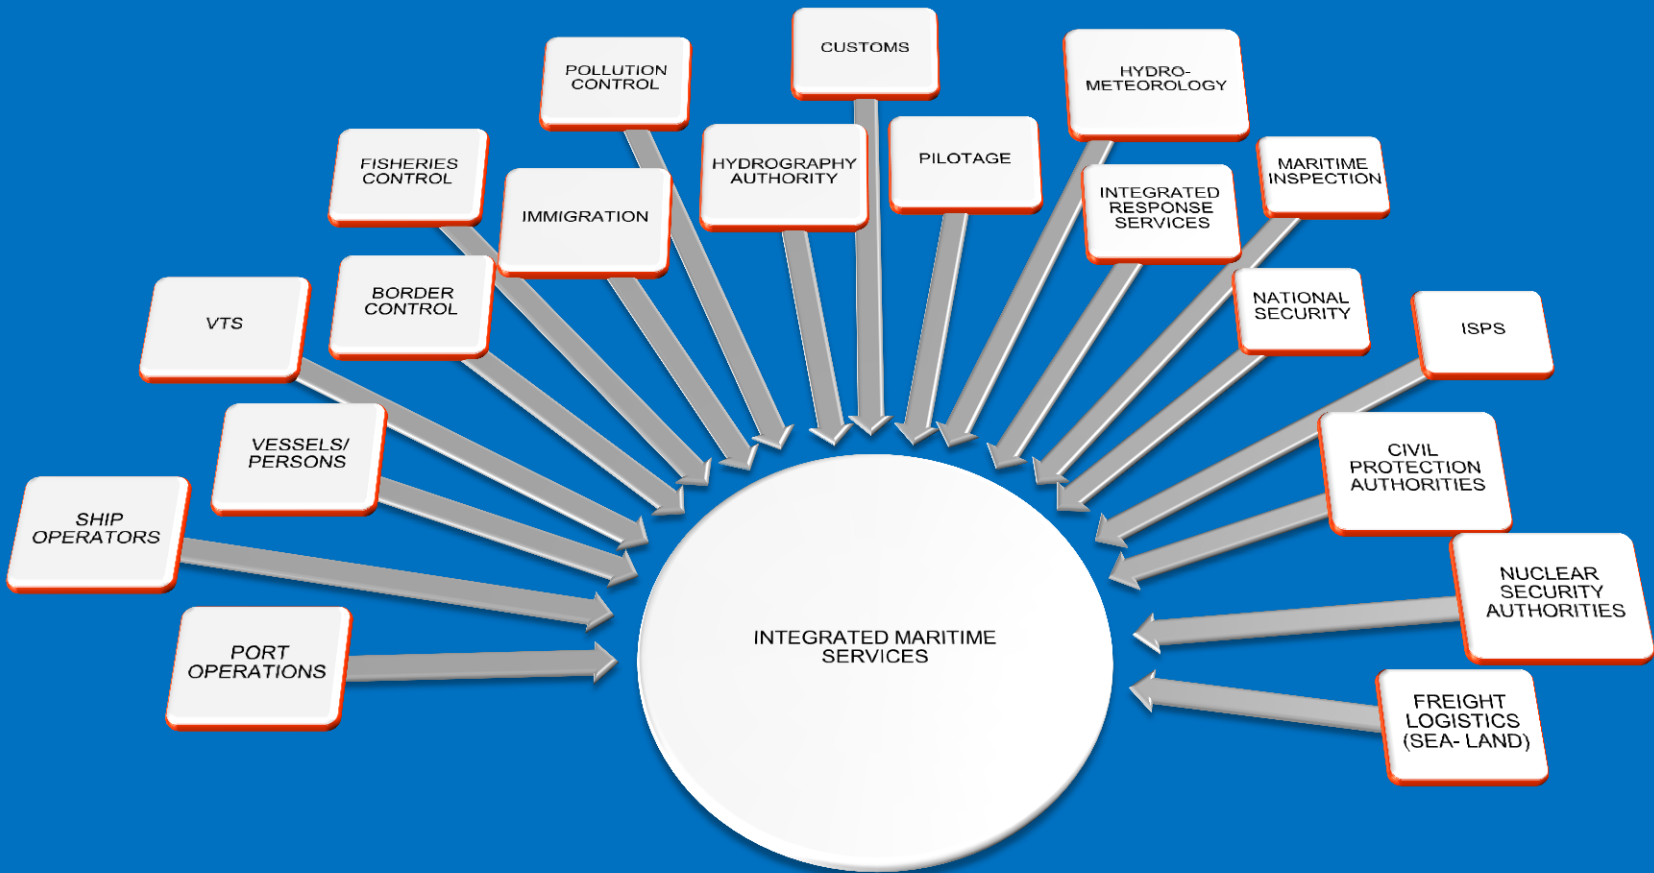 CUSTOMS
POLLUTION
CONTROL
HYDRO-
METEOROLOGY
FISHERIES
CONTROL
IMMIGRATION
HYDROGRAPHY
AUTHORITY
PILOTAGE
INTEGRATED
RESPONSE
SERVICES
MARITIME
INSPECTION
VTS
BORDER
CONTROL
NATIONAL
SECURITY
ISPS
VESSELS/
PERSONS
CIVIL
PROTECTION
AUTHORITIES
SHIP
OPERATORS
NUCLEAR
SECURITY
AUTHORITIES
PORT
OPERATIONS
INTEGRATED MARITIME
SERVICES
FREIGHT
LOGISTICS
(SEA- LAND)